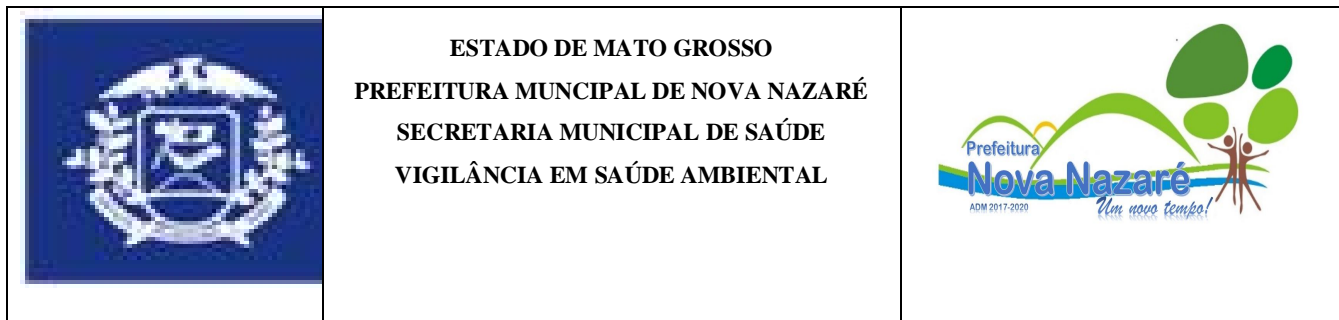 ESTADO DE MATO GROSSO
PREFEITURA MUNCIPAL DE NOVA NAZARÉ
SECRETARIA MUNICIPAL DE SAÚDE
VIGILÂNCIA EM SAÚDE AMBIENTAL
Prefeitura
Nova Nazaré
ADM 2017-2020
Um novo tempo!